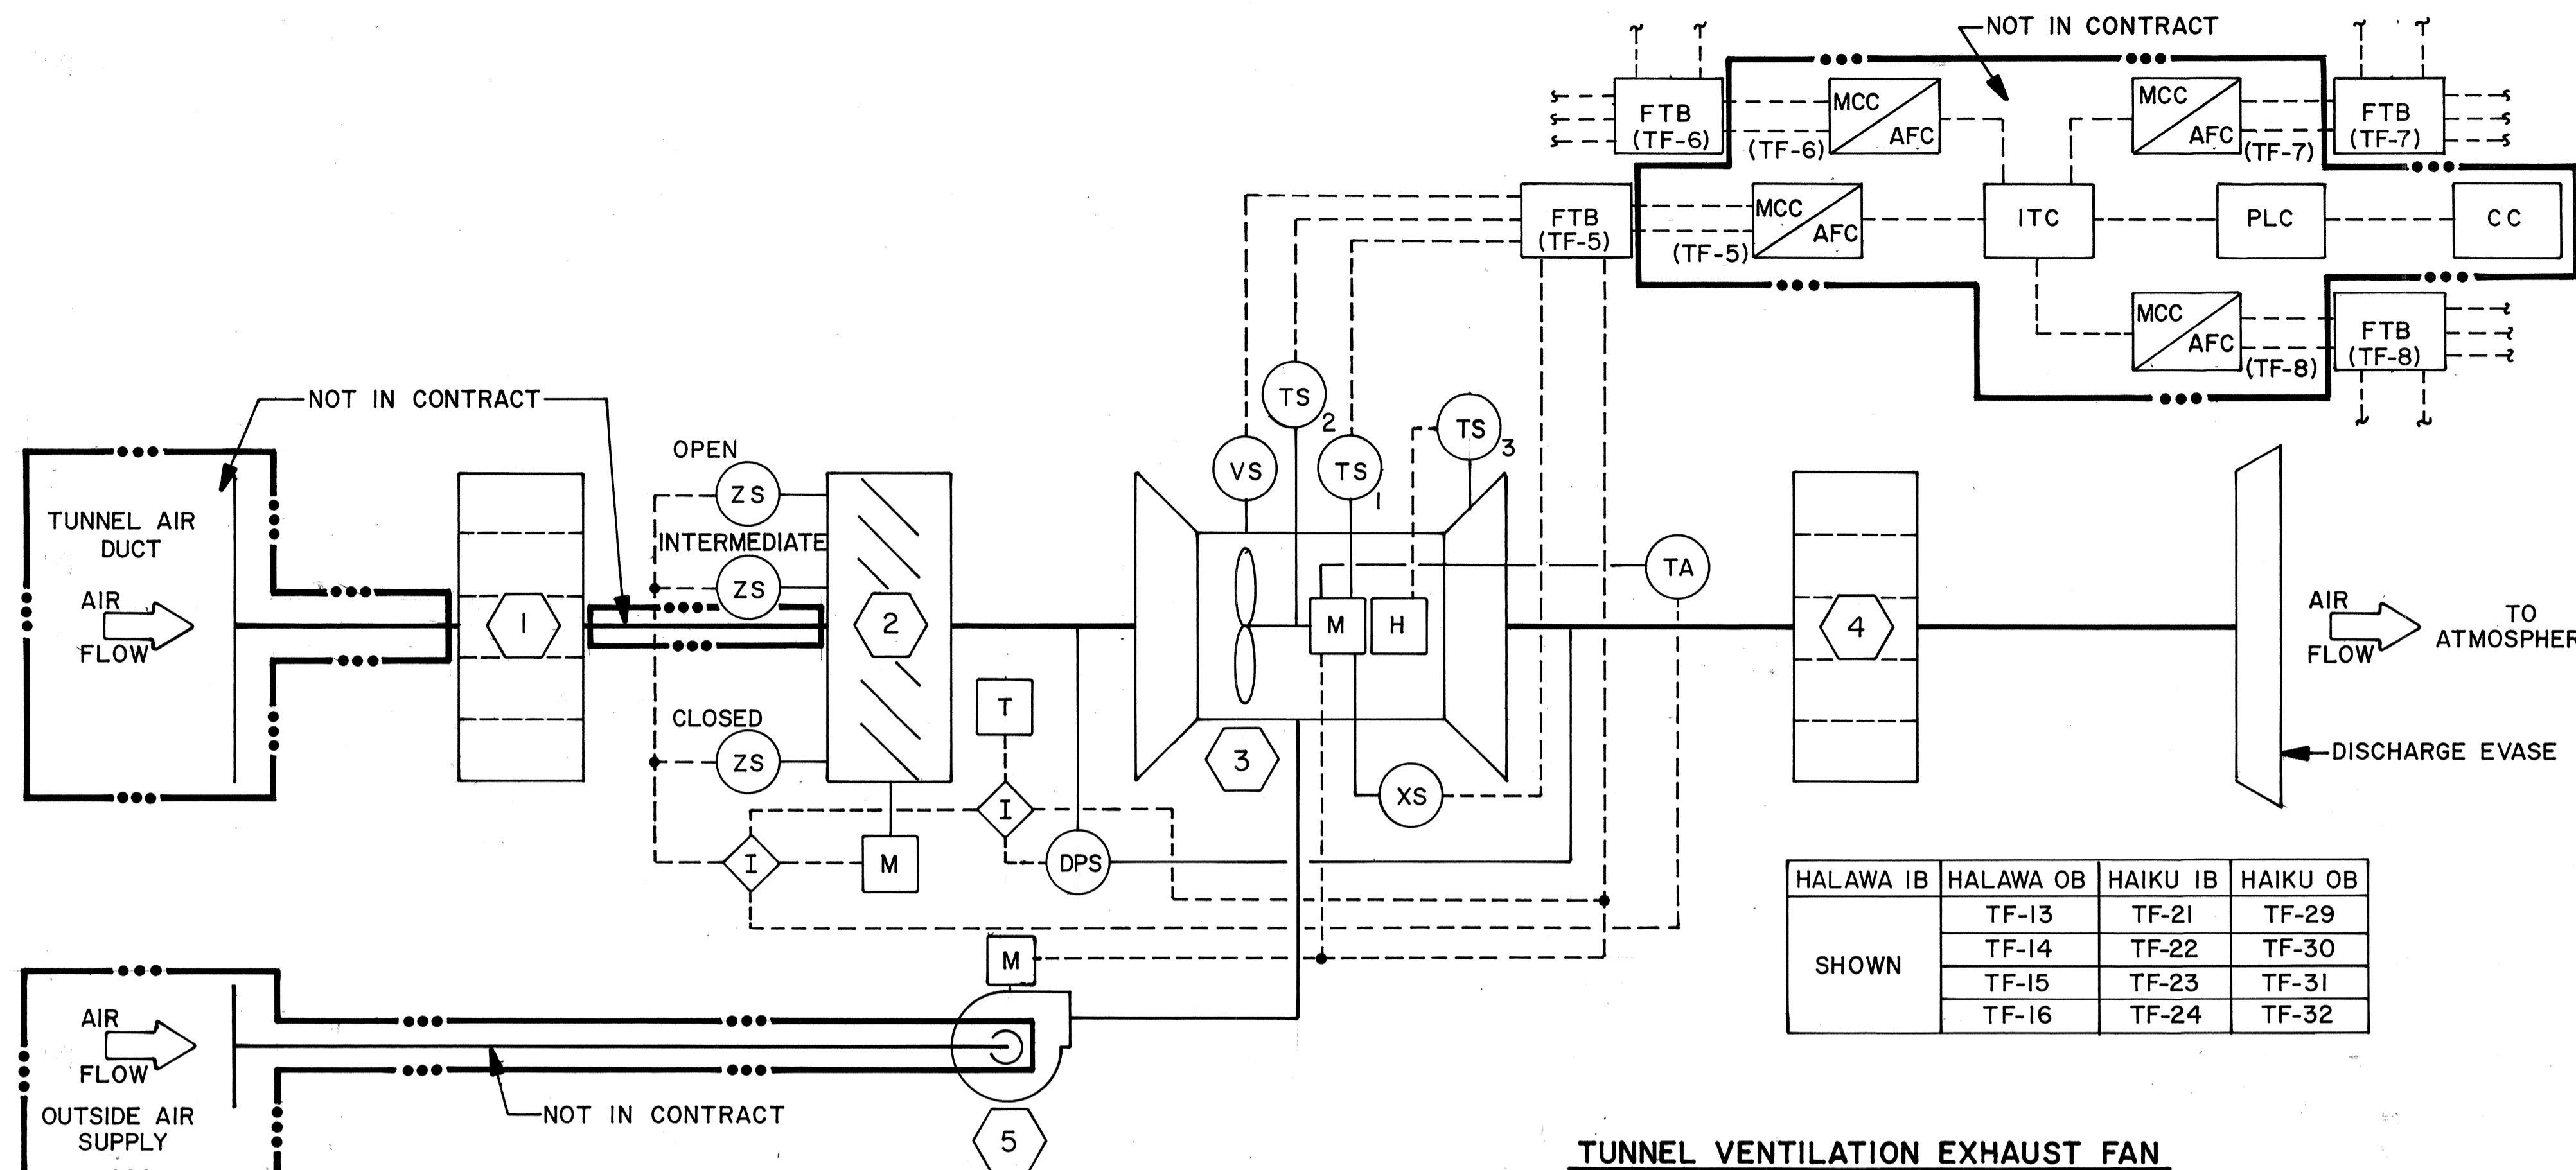 NOT IN CONTRACT
FTB
(TF-6)
MCC
AFC
(TF-6)
MCC
AFC
(TF-7)
FTB
(TF-7)
FTB
(TF-5)
MCC
AFC
(TF-5)
ITC
PLC
CC
MCC
AFC
(TF-8)
FTB
(TF-8)
NOT IN CONTRACT
TUNNEL AIR
DUCT
AIR
FLOW
1
OPEN
ZS
INTERMEDIATE
ZS
CLOSED
ZS
2
M
I
T
I
DPS
VS
TS
2
TS
1
TS
3
M
H
3
XS
TA
4
AIR
FLOW
TO
DISCHARGE EVASE
HALAWA IB HALAWA OB HAIKU IB HAIKU OB
SHOWN
TF-13 TF-21 TF-29
TF-14 TF-22 TF-30
TF-15 TF-23 TF-31
TF-16 TF-24 TF-32
M
AIR
FLOW
OUTSIDE AIR
SUPPLY
NOT IN CONTRACT
5
TUNNEL VENTILATION EXHAUST FAN